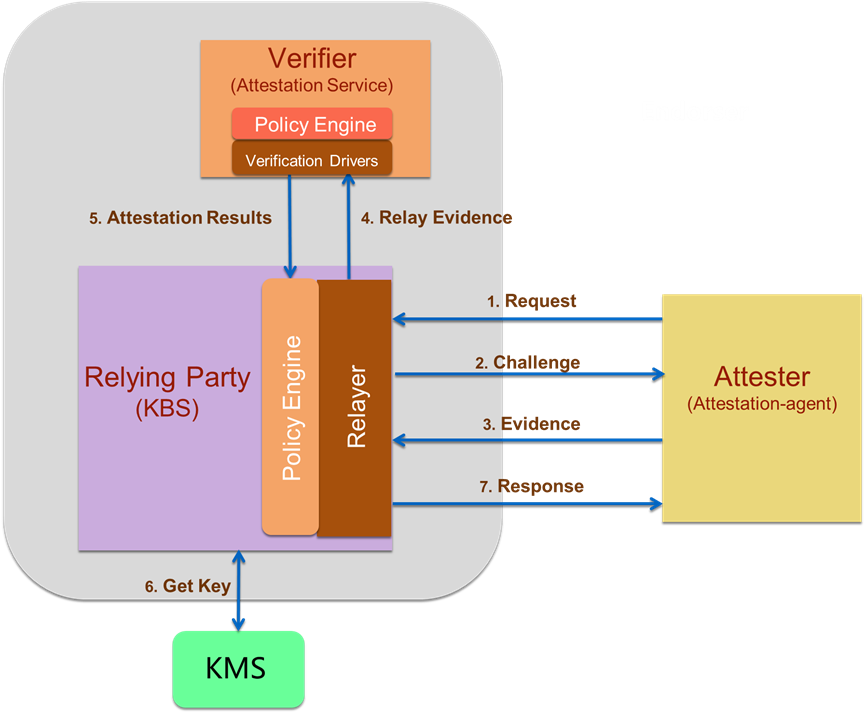 Verifier
(Attestation Service)
Policy Engine
Verification Drivers
5. Attestation Results
4. Relay Evidence
1. Request
2. Challenge
3. Evidence
7. Response
Relying Party
(KBS)
Policy Engine
Relayer
Attester
(Attestation-agent)
6. Get Key
KMS